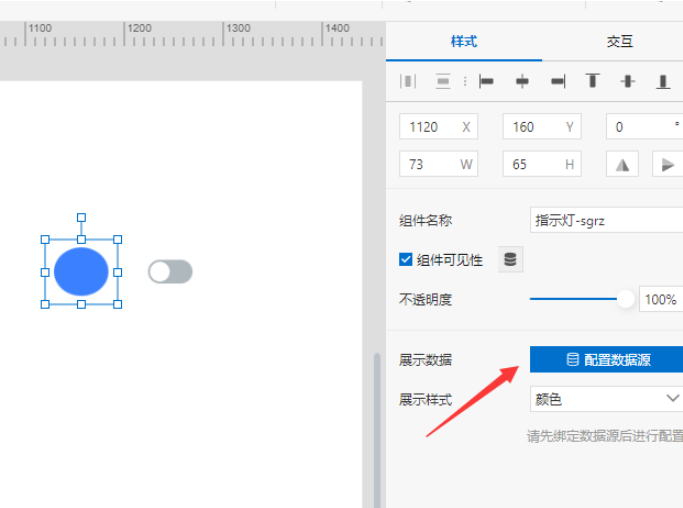 1100 1200 1300 1400
样式 交互
1120 X 160 Y 0 °
73 W 65 H
组件名称 指示灯-sgrz
组件可见性
不透明度 100%
展示数据 配置数据源
展示样式 颜色
请先绑定数据源后进行配置